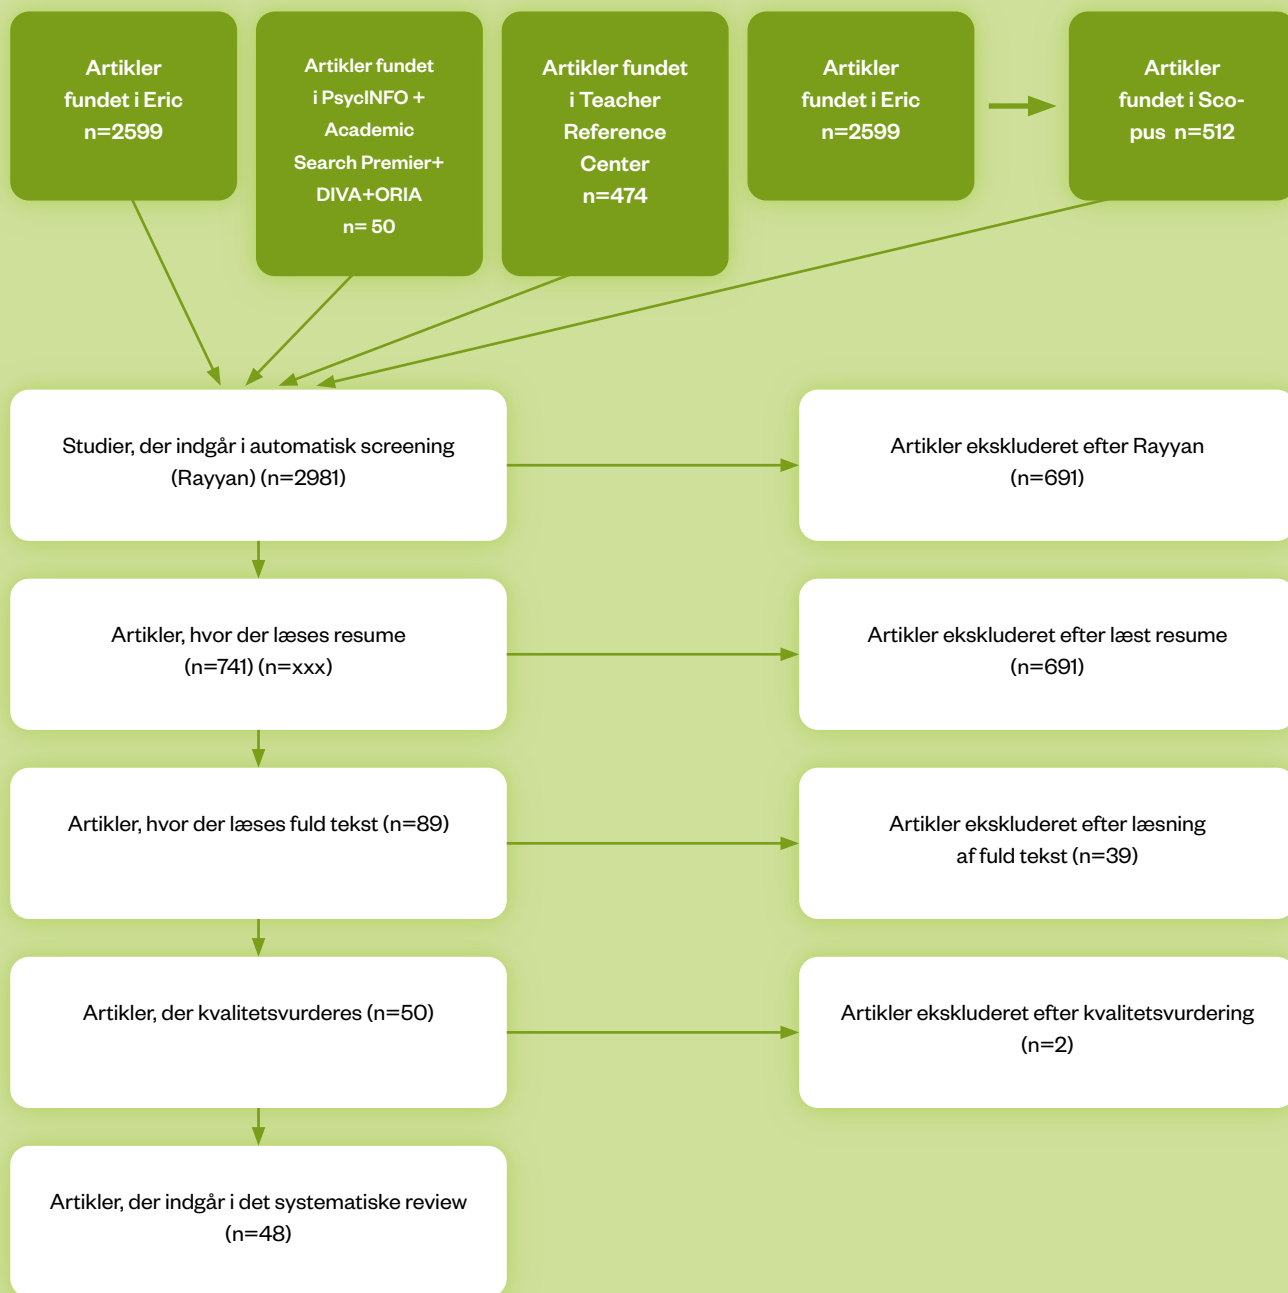 Artikler
fundet i Eric
n=2599
Artikler fundet
i PsycINFO +
Academic
Search Premier+
DIVA+ORIA
n= 50
Artikler fundet
i Teacher
Reference
Center
n=474
Artikler
fundet i Eric
n=2599
Artikler
fundet i Sco-
pus n=512
Studier, der indgår i automatisk screening
(Rayyan) (n=2981)
Artikler ekskluderet efter Rayyan
(n=691)
Artikler, hvor der læses resume
(n=741) (n=xxx)
Artikler ekskluderet efter læst resume
(n=691)
Artikler, hvor der læses fuld tekst (n=89)
Artikler ekskluderet efter læsning
af fuld tekst (n=39)
Artikler, der kvalitetsvurderes (n=50)
Artikler ekskluderet efter kvalitetsvurdering
(n=2)
Artikler, der indgår i det systematiske review
(n=48)